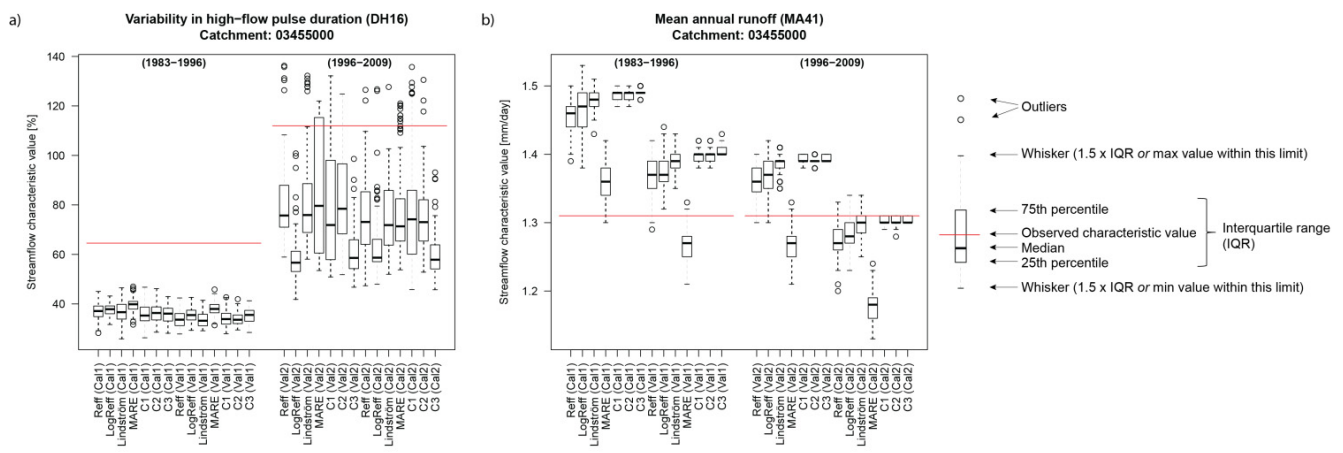 a)
Variability in high−flow pulse duration (DH16)
Catchment: 03455000
(1983−1996)
(1996−2009)
Streamflow characteristic value [%]
140
120
100
80
60
40
Reff (Cal1)
LogReff (Cal1)
Lindström (Cal1)
MARE (Cal1)
C1 (Cal1)
C2 (Cal1)
C3 (Cal1)
Reff (Val1)
LogReff (Val1)
Lindström (Val1)
MARE (Val1)
C1 (Val1)
C2 (Val1)
C3 (Val1)
Reff (Val2)
LogReff (Val2)
Lindström (Val2)
MARE (Val2)
C1 (Val2)
C2 (Val2)
C3 (Val2)
Reff (Cal2)
LogReff (Cal2)
Lindström (Cal2)
MARE (Cal2)
C1 (Cal2)
C2 (Cal2)
C3 (Cal2)
b)
Mean annual runoff (MA41)
Catchment: 03455000
(1983−1996)
(1996−2009)
Streamflow characteristic value [mm/day]
1.5
1.4
1.3
1.2
Reff (Cal1)
LogReff (Cal1)
Lindström (Cal1)
MARE (Cal1)
C1 (Cal1)
C2 (Cal1)
C3 (Cal1)
Reff (Val1)
LogReff (Val1)
Lindström (Val1)
MARE (Val1)
C1 (Val1)
C2 (Val1)
C3 (Val1)
Reff (Val2)
LogReff (Val2)
Lindström (Val2)
MARE (Val2)
C1 (Val2)
C2 (Val2)
C3 (Val2)
Reff (Cal2)
LogReff (Cal2)
Lindström (Cal2)
MARE (Cal2)
C1 (Cal2)
C2 (Cal2)
C3 (Cal2)
Outliers
Whisker (1.5 x IQR or max value within this limit)
75th percentile
Observed characteristic value
Median
25th percentile
Interquartile range
(IQR)
Whisker (1.5 x IQR or min value within this limit)